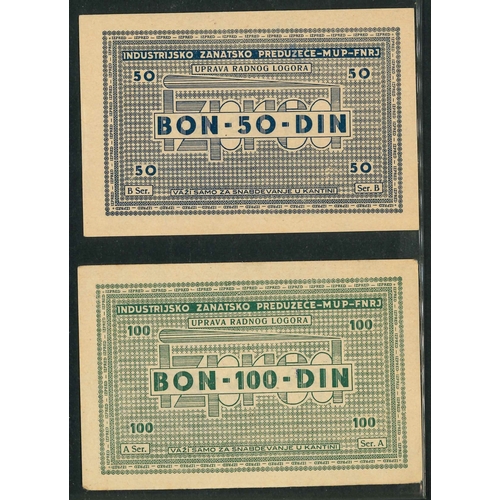 INDUSTRIJSKO ZANATSKO PREDUZEĆE-MUP-FNRJ
UPRAVA RADNOG LOGORA
50 50
izprod
BON-50-DIN
50 50
B Ser. Ser. B
VAŽI SAMO ZA SNABDEVANJE U KANTINI
INDUSTRIJSKO ZANATSKO PREDUZEĆE-MUP-FNRJ
UPRAVA RADNOG LOGORA
100 100
izprod
BON-100-DIN
100 100
A Ser. Ser. A
VAŽI SAMO ZA SNABDEVANJE U KANTINI